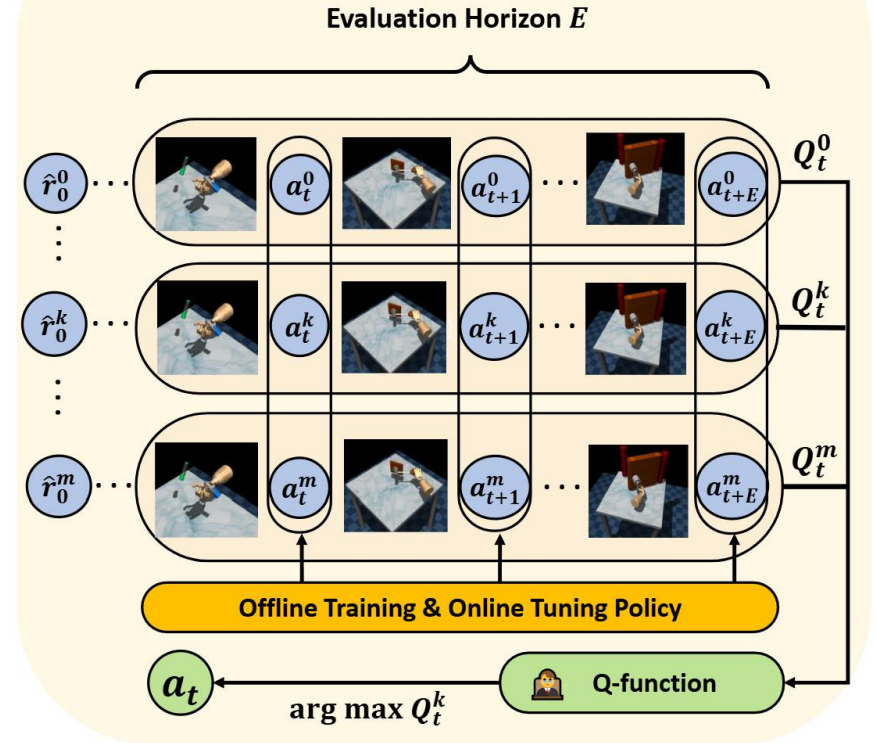 Evaluation Horizon E
r̂₀⁰ ··· aₜ⁰ aₜ₊₁⁰ ··· aₜ₊E⁰ Qₜ⁰
⋮
r̂₀ᵏ ··· aₜᵏ aₜ₊₁ᵏ ··· aₜ₊Eᵏ Qₜᵏ
⋮
r̂₀ᵐ ··· aₜᵐ aₜ₊₁ᵐ ··· aₜ₊Eᵐ Qₜᵐ
Offline Training & Online Tuning Policy
aₜ arg max Qₜᵏ Q-function